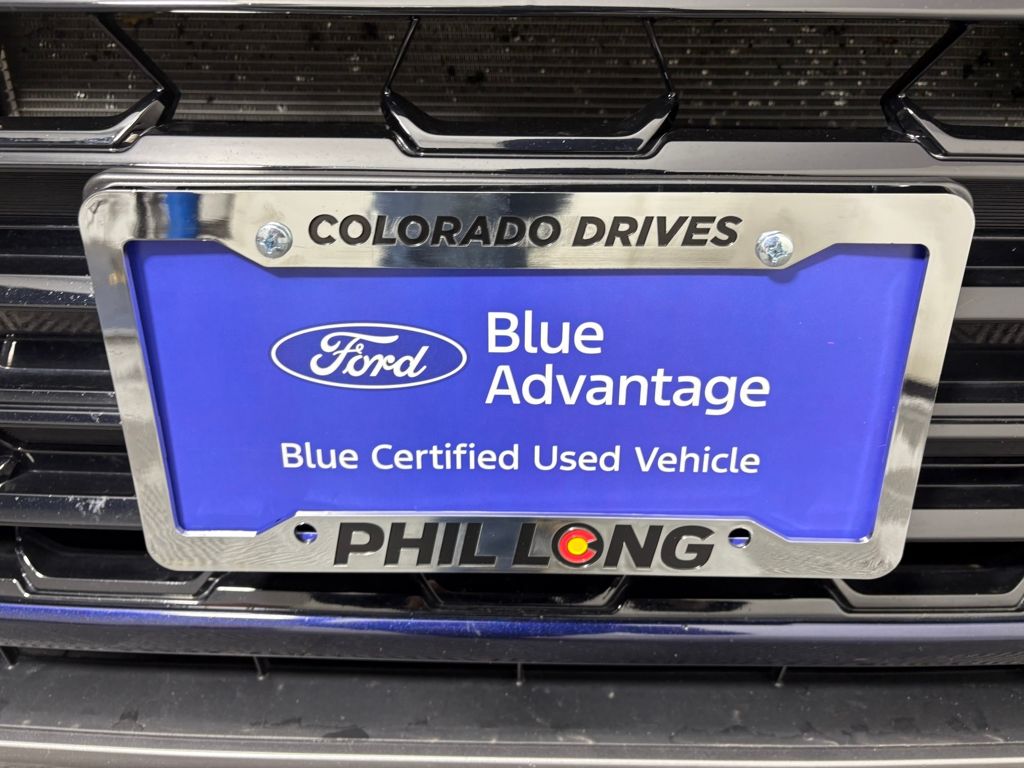 COLORADO DRIVES
Ford
Blue
Advantage
Blue Certified Used Vehicle
PHIL LONG